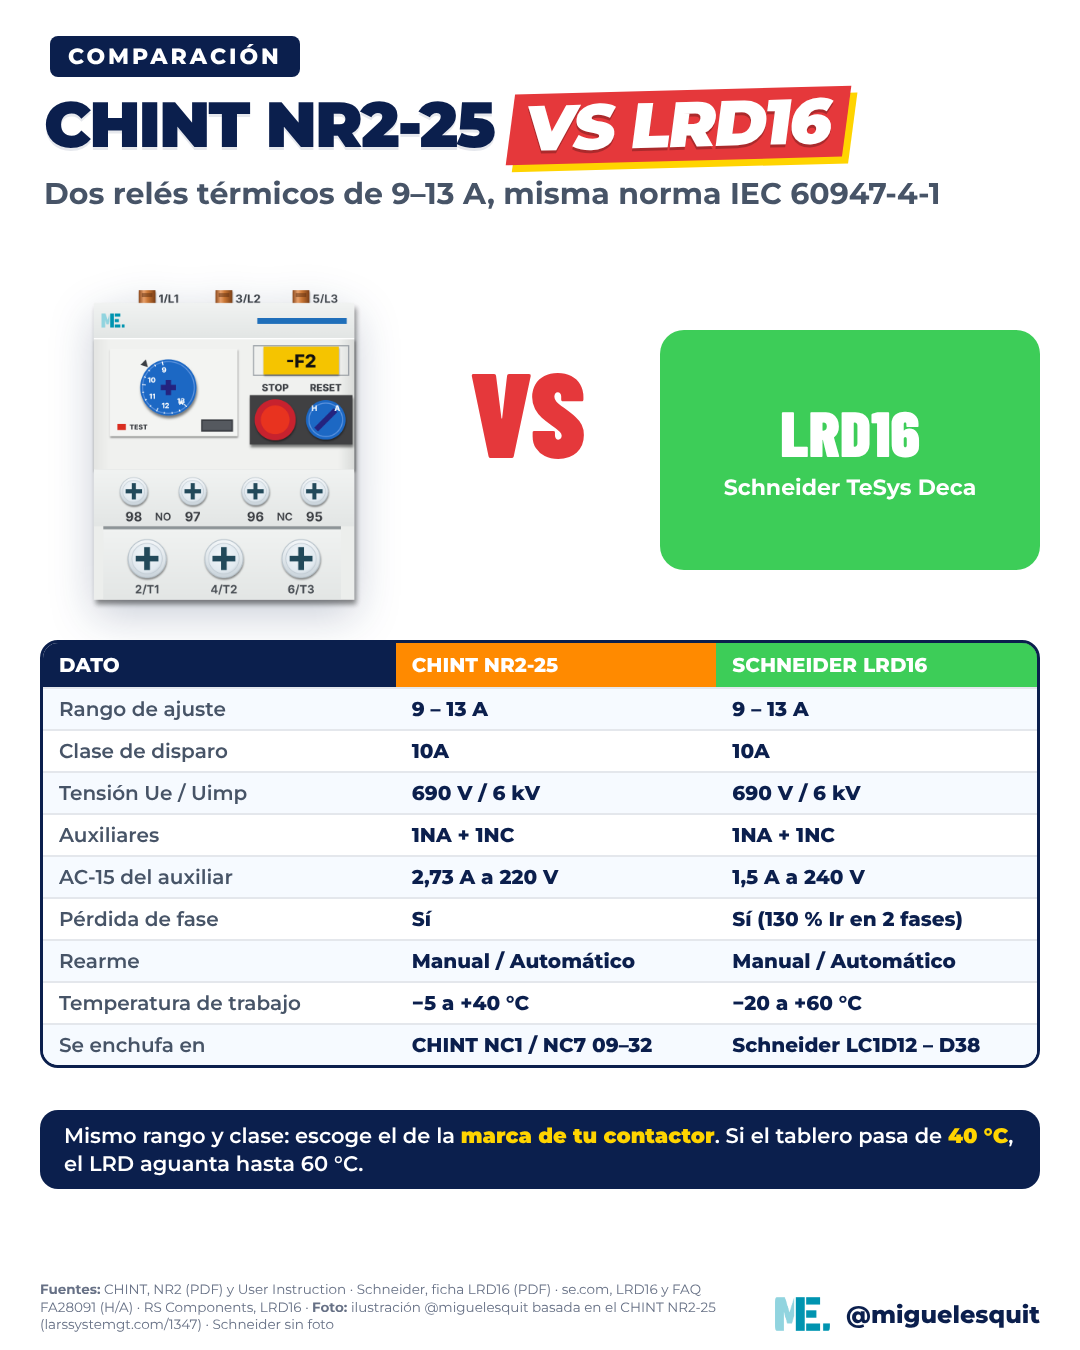 COMPARACIÓN
CHINT NR2-25 VS LRD16
Dos relés térmicos de 9–13 A, misma norma IEC 60947-4-1
1/L1 3/L2 5/L3
ME.
-F2
STOP RESET
9
10
11
12
H A
TEST
98 NO 97 96 NC 95
2/T1 4/T2 6/T3
VS
LRD16
Schneider TeSys Deca
DATO CHINT NR2-25 SCHNEIDER LRD16
Rango de ajuste 9 – 13 A 9 – 13 A
Clase de disparo 10A 10A
Tensión Ue / Uimp 690 V / 6 kV 690 V / 6 kV
Auxiliares 1NA + 1NC 1NA + 1NC
AC-15 del auxiliar 2,73 A a 220 V 1,5 A a 240 V
Pérdida de fase Sí Sí (130 % Ir en 2 fases)
Rearme Manual / Automático Manual / Automático
Temperatura de trabajo −5 a +40 °C −20 a +60 °C
Se enchufa en CHINT NC1 / NC7 09–32 Schneider LC1D12 – D38
Mismo rango y clase: escoge el de la marca de tu contactor. Si el tablero pasa de 40 °C,
el LRD aguanta hasta 60 °C.
Fuentes: CHINT, NR2 (PDF) y User Instruction · Schneider, ficha LRD16 (PDF) · se.com, LRD16 y FAQ
FA28091 (H/A) · RS Components, LRD16 · Foto: ilustración @miguelesquit basada en el CHINT NR2-25
(larssystemgt.com/1347) · Schneider sin foto
ME. @miguelesquit